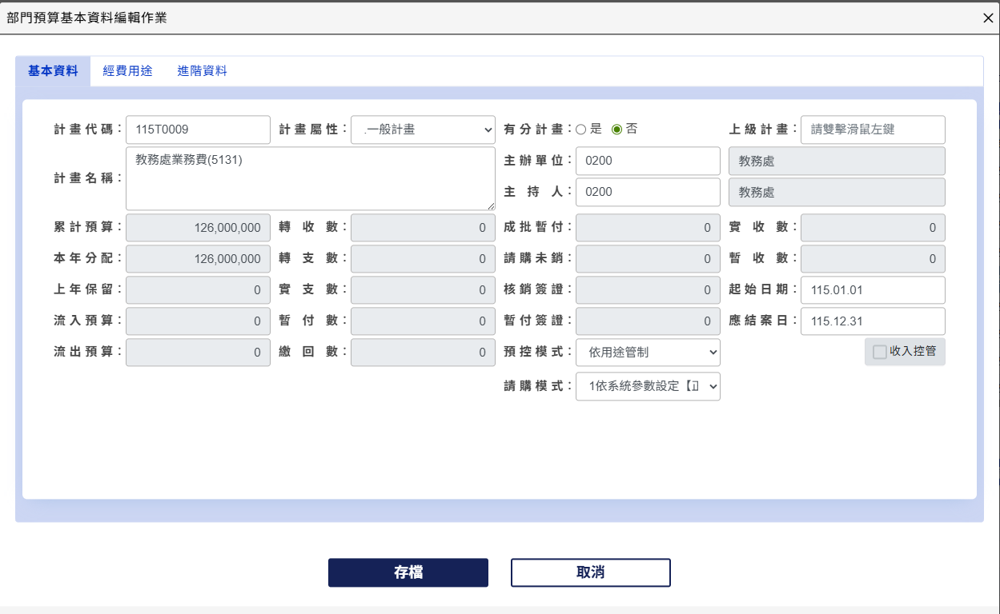 部門預算基本資料編輯作業
基本資料 經費用途 進階資料
計畫代碼： 115T0009 計畫屬性： .一般計畫 有分計畫： 是 否 上級計畫： 請雙擊滑鼠左鍵
計畫名稱： 教務處業務費(5131) 主辦單位： 0200 教務處
主持人： 0200 教務處
累計預算： 126,000,000 轉收數： 0 成批暫付： 0 實收數： 0
本年分配： 126,000,000 轉支數： 0 請購未銷： 0 暫收數： 0
上年保留： 0 實支數： 0 核銷簽證： 0 起始日期： 115.01.01
流入預算： 0 暫付數： 0 暫付簽證： 0 應結案日： 115.12.31
流出預算： 0 繳回數： 0 預控模式： 依用途管制 收入控管
請購模式： 1依系統參數設定【
存檔 取消